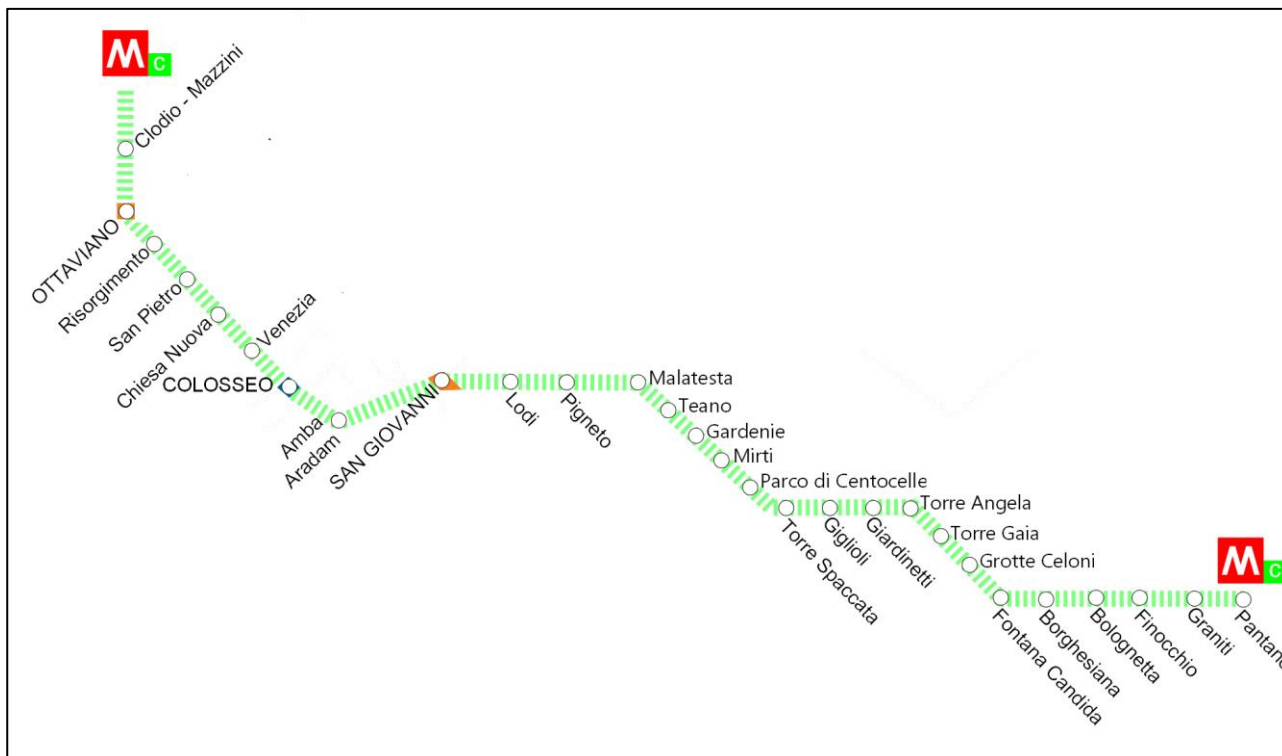 M
C
Clodio - Mazzini
OTTAVIANO
Risorgimento
San Pietro
Chiesa Nuova
Venezia
COLOSSEO
Amba
Aradam
SAN GIOVANNI
Lodi
Pigneto
Malatesta
Teano
Gardenie
Mirti
Parco di Centocelle
Torre Spaccata
Giglioli
Giardinetti
Torre Angela
Torre Gaia
Grotte Celoni
Fontana Candida
Borghesiana
Bolognetta
Finocchio
Graniti
Pantano
M
C